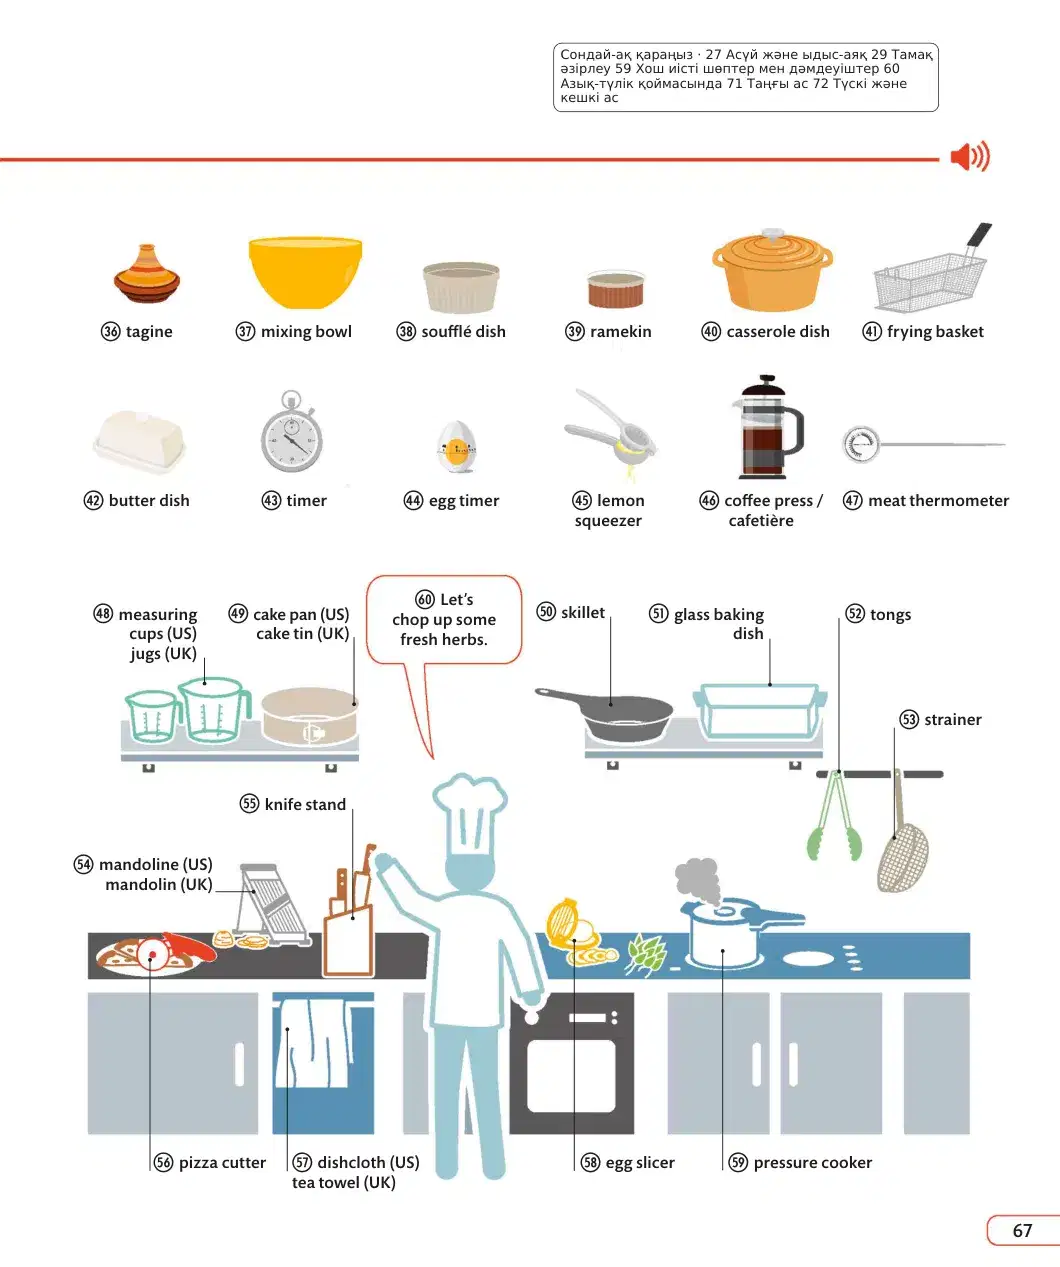 Сондай-ақ қараңыз · 27 Асүй және ыдыс-аяқ 29 Тамақ
әзірлеу 59 Хош иісті шөптер мен дәмдеуіштер 60
Азық-түлік қоймасында 71 Таңғы ас 72 Түскі және
кешкі ас
36 tagine
37 mixing bowl
38 soufflé dish
39 ramekin
40 casserole dish
41 frying basket
42 butter dish
43 timer
44 egg timer
45 lemon
squeezer
46 coffee press /
cafetière
47 meat thermometer
48 measuring
cups (US)
jugs (UK)
49 cake pan (US)
cake tin (UK)
60 Let's
chop up some
fresh herbs.
50 skillet
51 glass baking
dish
52 tongs
53 strainer
55 knife stand
54 mandoline (US)
mandolin (UK)
56 pizza cutter
57 dishcloth (US)
tea towel (UK)
58 egg slicer
59 pressure cooker
67